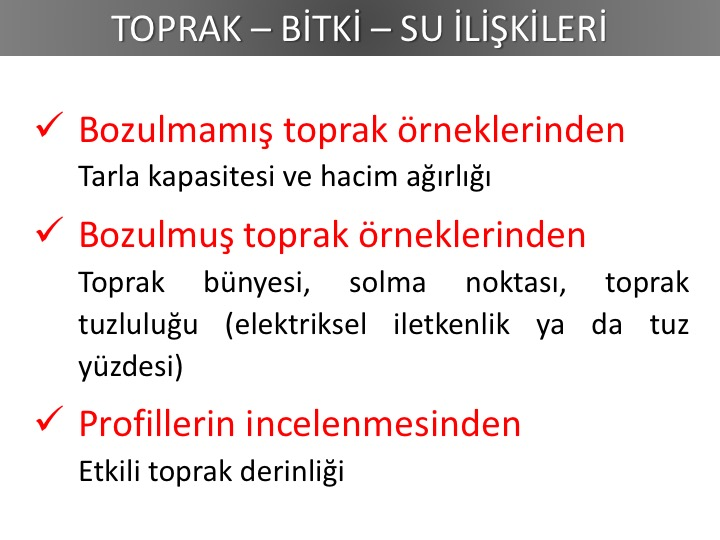 TOPRAK – BİTKİ – SU İLİŞKİLERİ
✓ Bozulmamış toprak örneklerinden
Tarla kapasitesi ve hacim ağırlığı
✓ Bozulmuş toprak örneklerinden
Toprak bünyesi, solma noktası, toprak
tuzluluğu (elektriksel iletkenlik ya da tuz
yüzdesi)
✓ Profillerin incelenmesinden
Etkili toprak derinliği